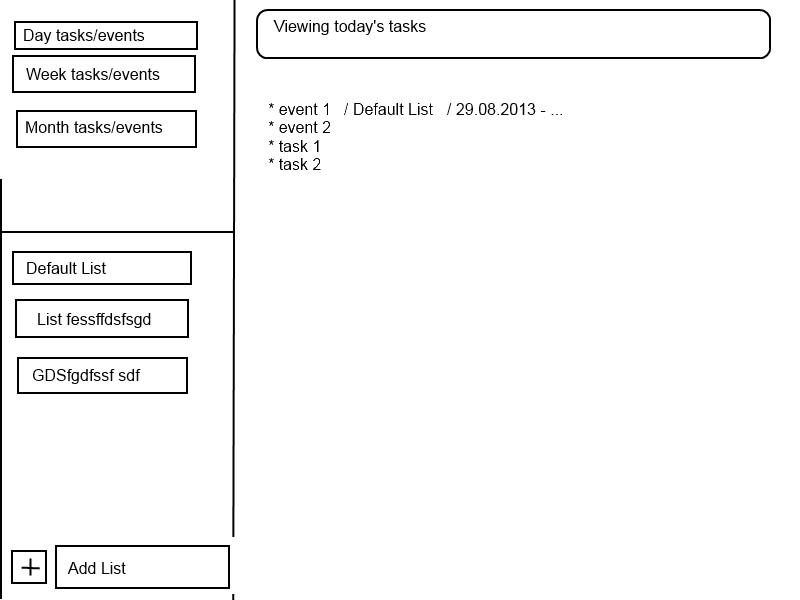 Day tasks/events
Week tasks/events
Month tasks/events
Default List
List fessffdsfsgd
GDSfgdfssf sdf
+ Add List
Viewing today's tasks
* event 1 / Default List / 29.08.2013 - ...
* event 2
* task 1
* task 2